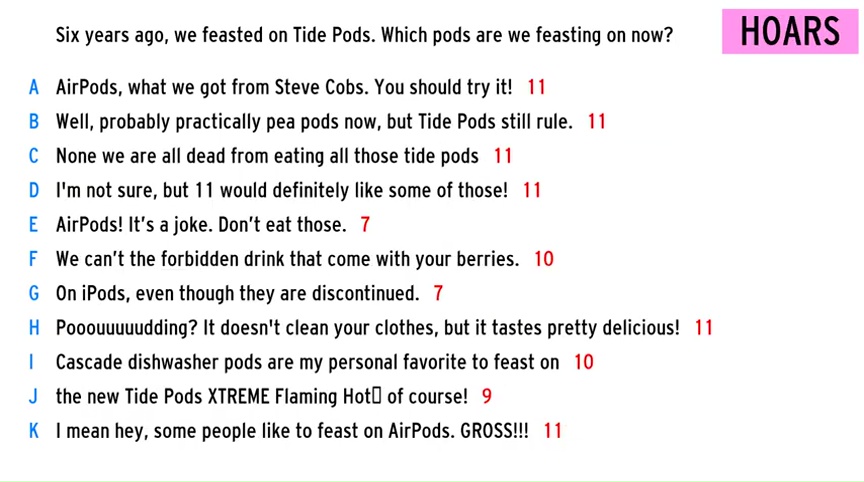 Six years ago, we feasted on Tide Pods. Which pods are we feasting on now?
HOARS
A AirPods, what we got from Steve Cobs. You should try it! 11
B Well, probably practically pea pods now, but Tide Pods still rule. 11
C None we are all dead from eating all those tide pods 11
D I'm not sure, but 11 would definitely like some of those! 11
E AirPods! It’s a joke. Don’t eat those. 7
F We can’t the forbidden drink that come with your berries. 10
G On iPods, even though they are discontinued. 7
H Pooouuuuudding? It doesn't clean your clothes, but it tastes pretty delicious! 11
I Cascade dishwasher pods are my personal favorite to feast on 10
J the new Tide Pods XTREME Flaming Hot▯ of course! 9
K I mean hey, some people like to feast on AirPods. GROSS!!! 11